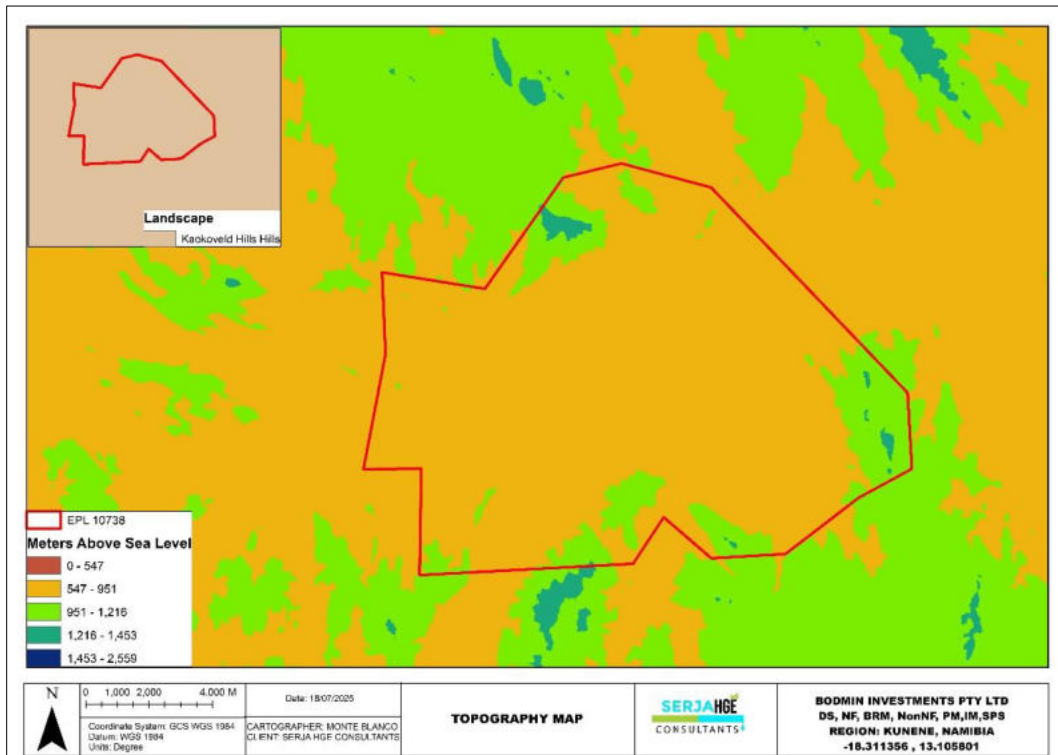 Landscape
Kaokoveld Hills Hills
EPL 10738
Meters Above Sea Level
0 - 547
547 - 951
951 - 1,216
1,216 - 1,453
1,453 - 2,559
N
0 1,000 2,000 4,000 M
Coordinate System: GCS WGS 1984
Datum: WGS 1984
Units: Degree
Date: 18/07/2025
CARTOGRAPHER: MONTE BLANCO
CLIENT: SERJA HGE CONSULTANTS
TOPOGRAPHY MAP
SERJAHGE
CONSULTANTS
BODMIN INVESTMENTS PTY LTD
DS, NF, BRM, NonNF, PM,IM,SPS
REGION: KUNENE, NAMIBIA
-18.311356 , 13.105801